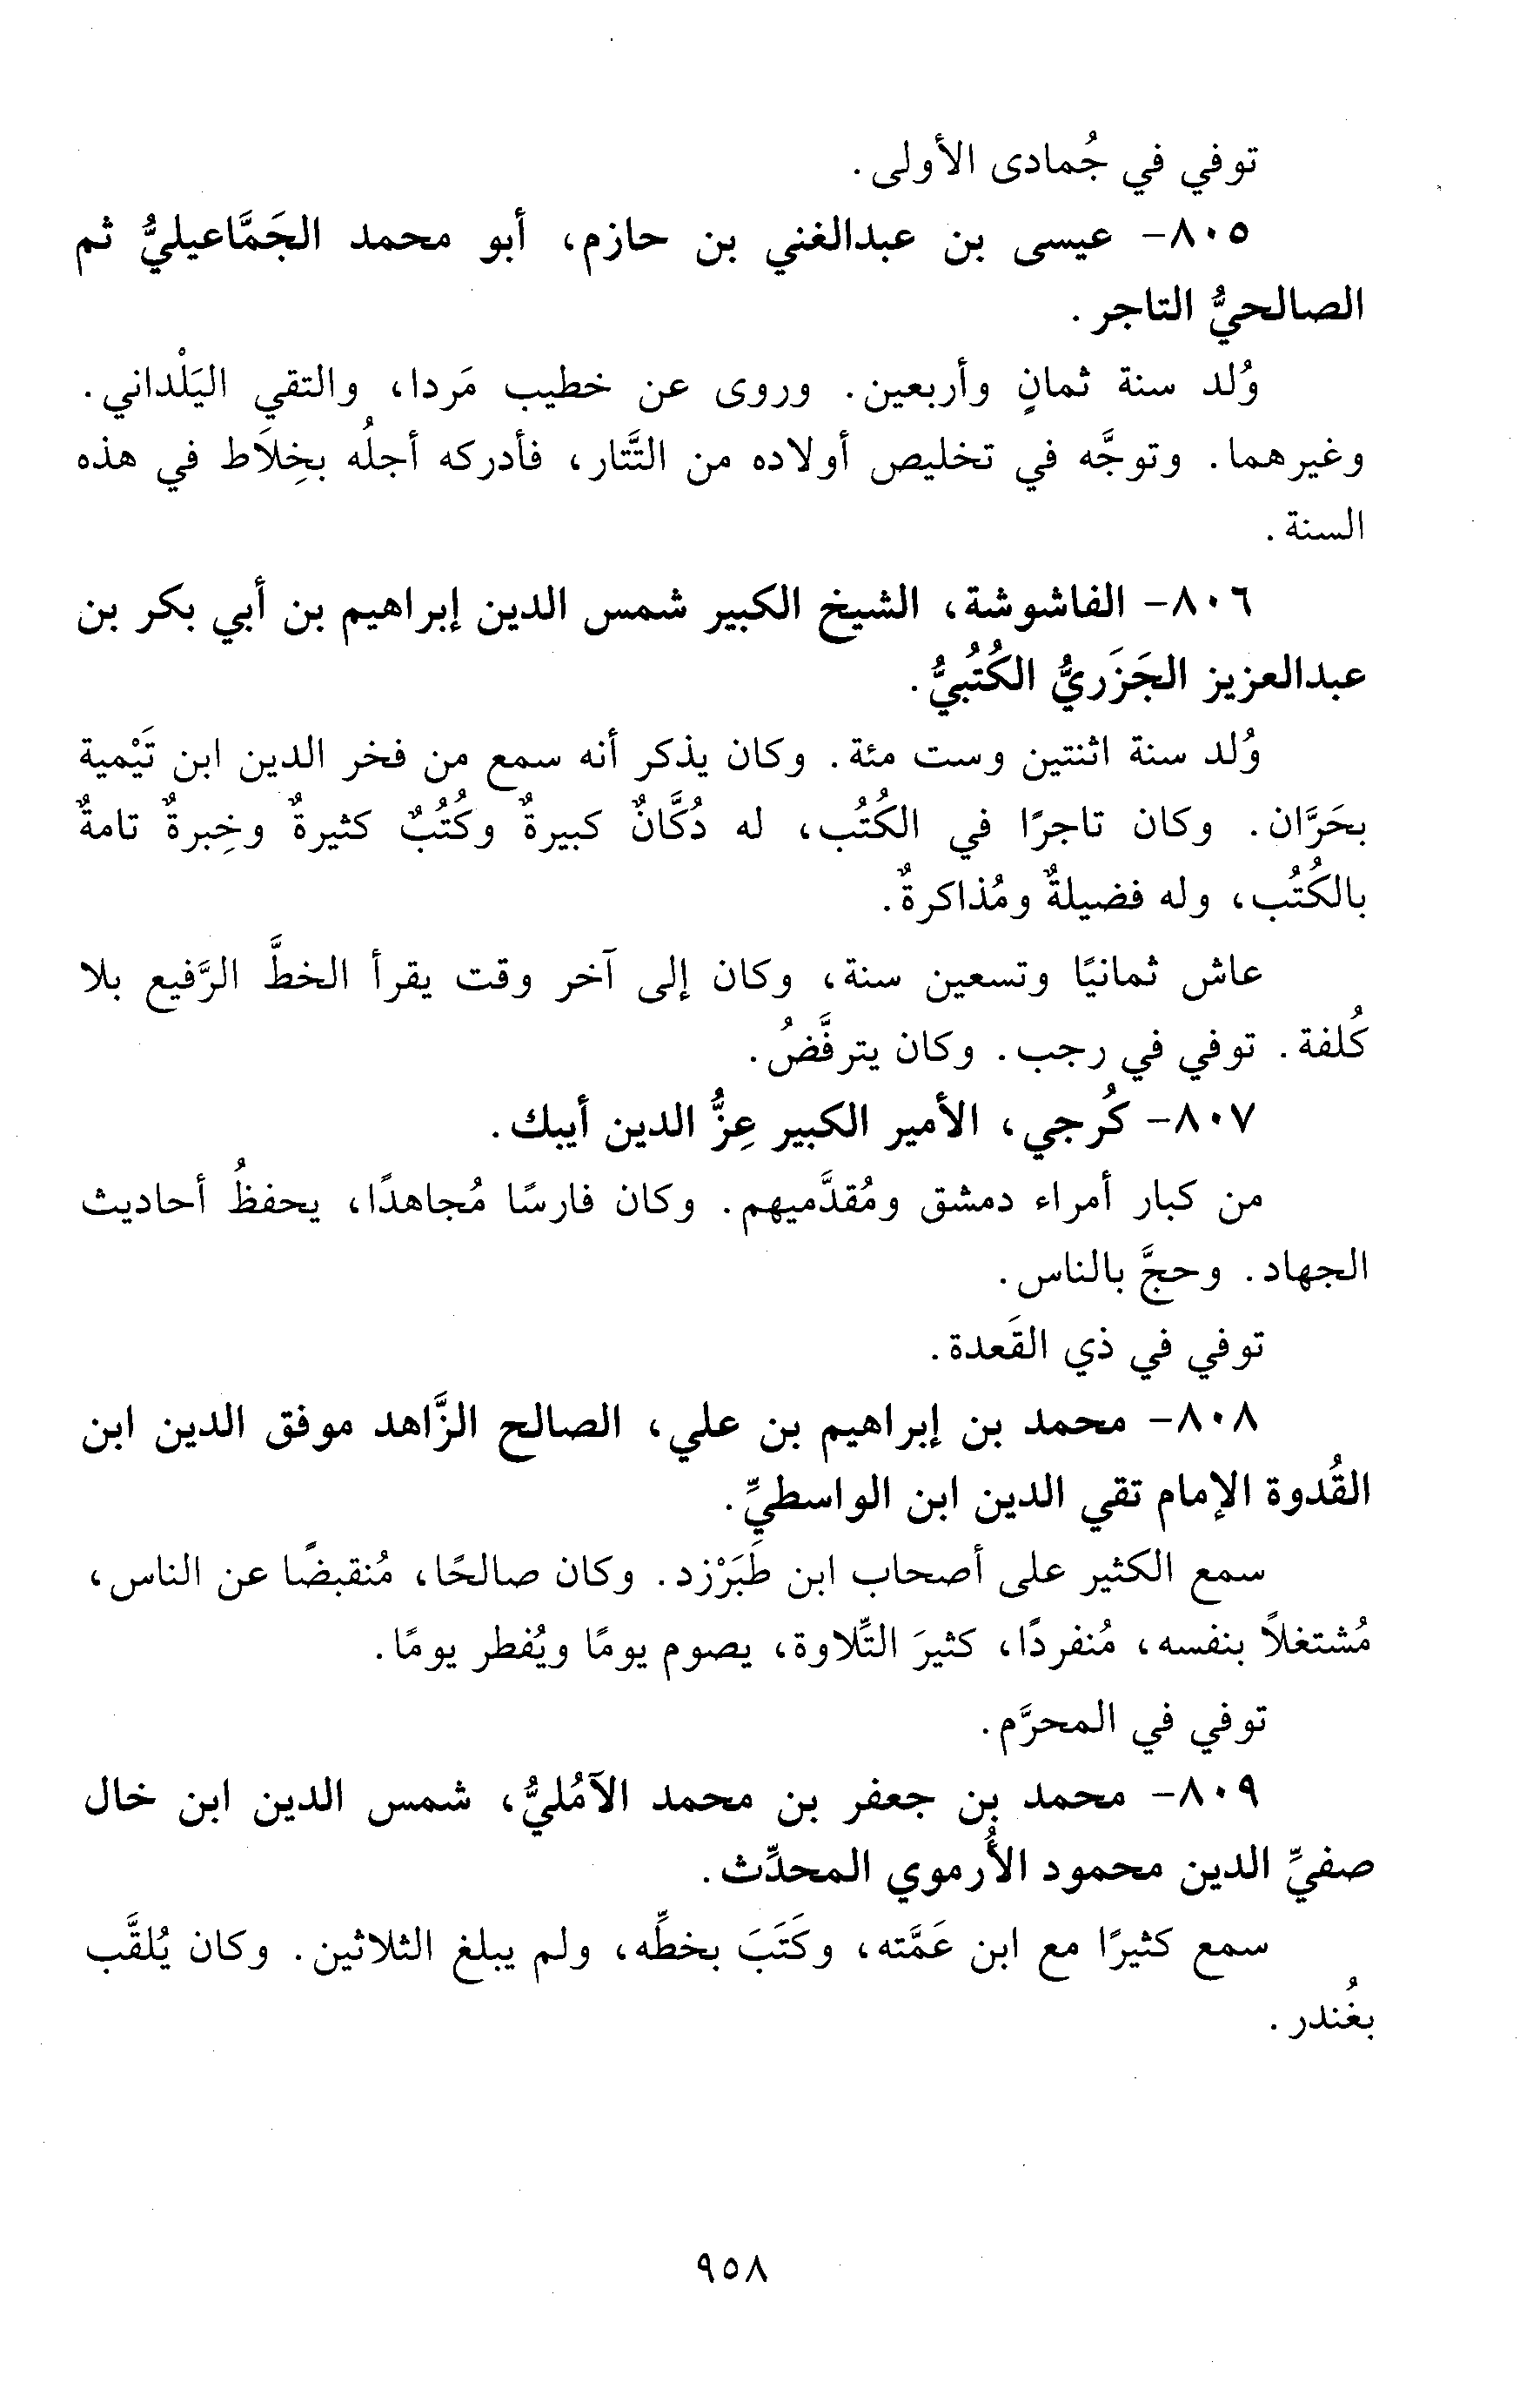 توفي في جُمادى الأولى.
٨٠٥- عيسى بن عبدالغني بن حازم، أبو محمد الجَمَّاعيليُّ ثم
الصالحيُّ التاجر.
وُلد سنة ثمانٍ وأربعين. وروى عن خطيب مَردا، والتقي اليَلْداني.
وغيرهما. وتوجَّه في تخليص أولاده من التَّتار، فأدركه أجلُه بخِلَاط في هذه
السنة.
٨٠٦- الفاشوشة، الشيخ الكبير شمس الدين إبراهيم بن أبي بكر بن
عبدالعزيز الجَزَريُّ الكُتُبيُّ.
وُلد سنة اثنتين وست مئة. وكان يذكر أنه سمع من فخر الدين ابن تَيْمية
بحَرَّان. وكان تاجرًا في الكُتُب، له دُكَّانٌ كبيرةٌ وكُتُبٌ كثيرةٌ وخِبرةٌ تامةٌ
بالكُتُب، وله فضيلةٌ ومُذاكرةٌ.
عاش ثمانيًا وتسعين سنة، وكان إلى آخر وقت يقرأ الخطَّ الرَّفيع بلا
كُلفة. توفي في رجب. وكان يترفَّضُ.
٨٠٧- كُرجي، الأمير الكبير عِزُّ الدين أيبك.
من كبار أمراء دمشق ومُقدَّميهم. وكان فارسًا مُجاهدًا، يحفظُ أحاديث
الجهاد. وحجَّ بالناس.
توفي في ذي القَعدة.
٨٠٨- محمد بن إبراهيم بن علي، الصالح الزَّاهد موفق الدين ابن
القُدوة الإمام تقي الدين ابن الواسطيِّ.
سمع الكثير على أصحاب ابن طَبَرْزد. وكان صالحًا، مُنقبضًا عن الناس،
مُشتغلاً بنفسه، مُنفردًا، كثيرَ التِّلاوة، يصوم يومًا ويُفطر يومًا.
توفي في المحرَّم.
٨٠٩- محمد بن جعفر بن محمد الآمُليُّ، شمس الدين ابن خال
صفيِّ الدين محمود الأُرموي المحدِّث.
سمع كثيرًا مع ابن عَمَّته، وكَتَبَ بخطِّه، ولم يبلغ الثلاثين. وكان يُلقَّب
بغُندر.
٩٥٨